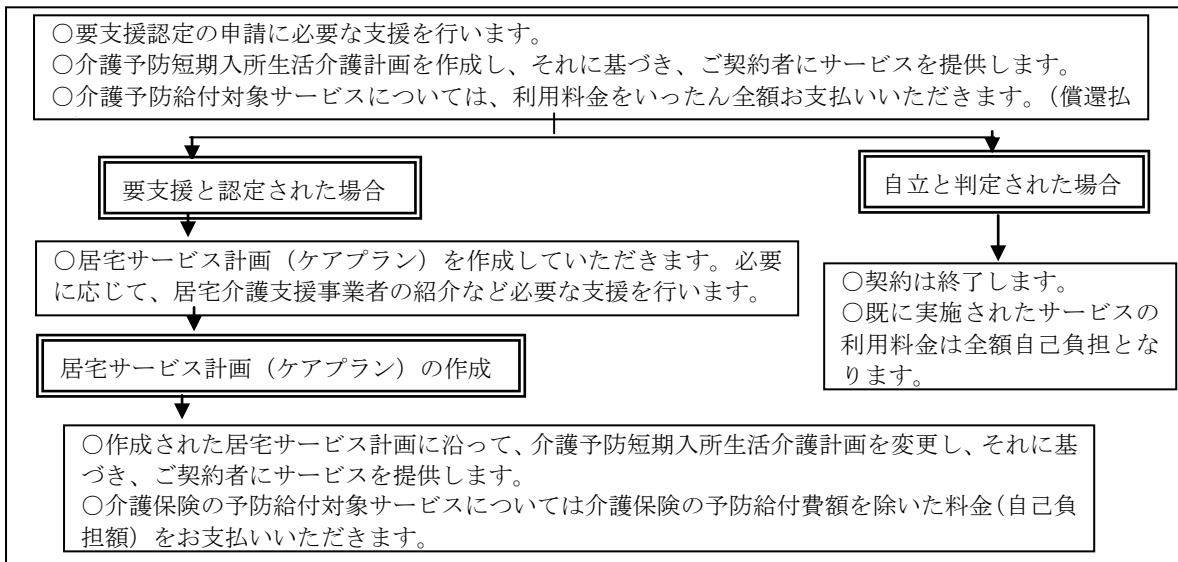 ○要支援認定の申請に必要な支援を行います。
○介護予防短期入所生活介護計画を作成し、それに基づき、ご契約者にサービスを提供します。
○介護予防給付対象サービスについては、利用料金をいったん全額お支払いいただきます。(償還払
要支援と認定された場合
自立と判定された場合
○居宅サービス計画（ケアプラン）を作成していただきます。必要
に応じて、居宅介護支援事業者の紹介など必要な支援を行います。
○契約は終了します。
○既に実施されたサービスの
利用料金は全額自己負担とな
ります。
居宅サービス計画（ケアプラン）の作成
○作成された居宅サービス計画に沿って、介護予防短期入所生活介護計画を変更し、それに基
づき、ご契約者にサービスを提供します。
○介護保険の予防給付対象サービスについては介護保険の予防給付費額を除いた料金(自己負
担額）をお支払いいただきます。